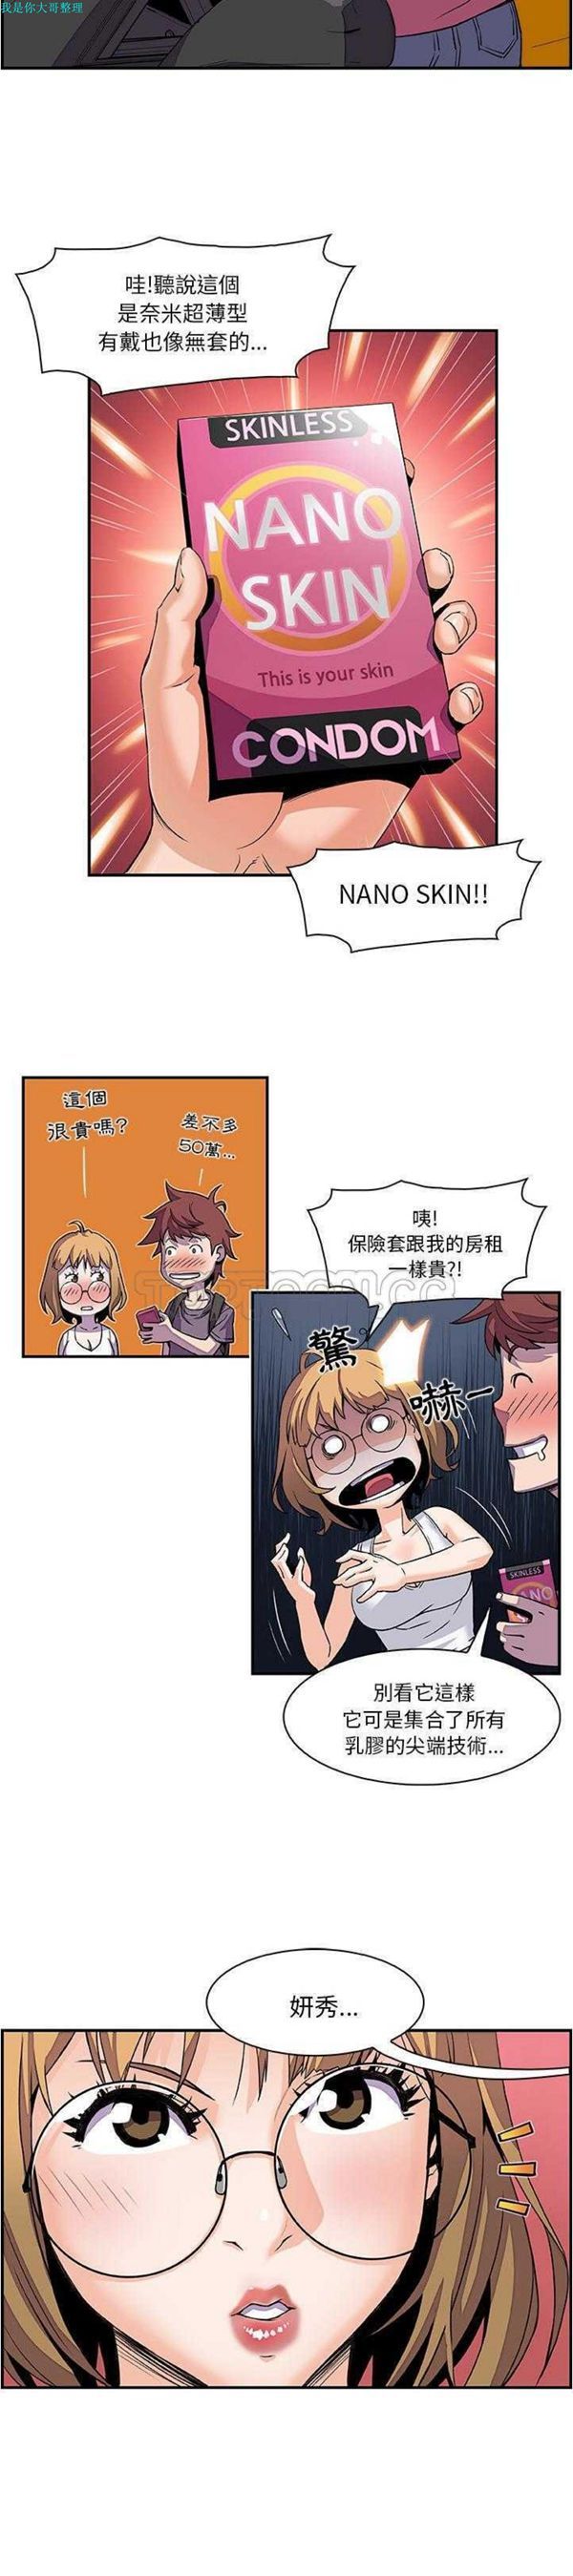 我是你大哥整理
哇!聽說這個
是奈米超薄型
有戴也像無套的...
SKINLESS
NANO
SKIN
This is your skin
CONDOM
NANO SKIN!!
這個
很貴嗎?
差不多
50萬...
咦!
保險套跟我的房租
一樣貴?!
驚
嚇
SKINLESS
NANO
別看它這樣
它可是集合了所有
乳膠的尖端技術...
妍秀...